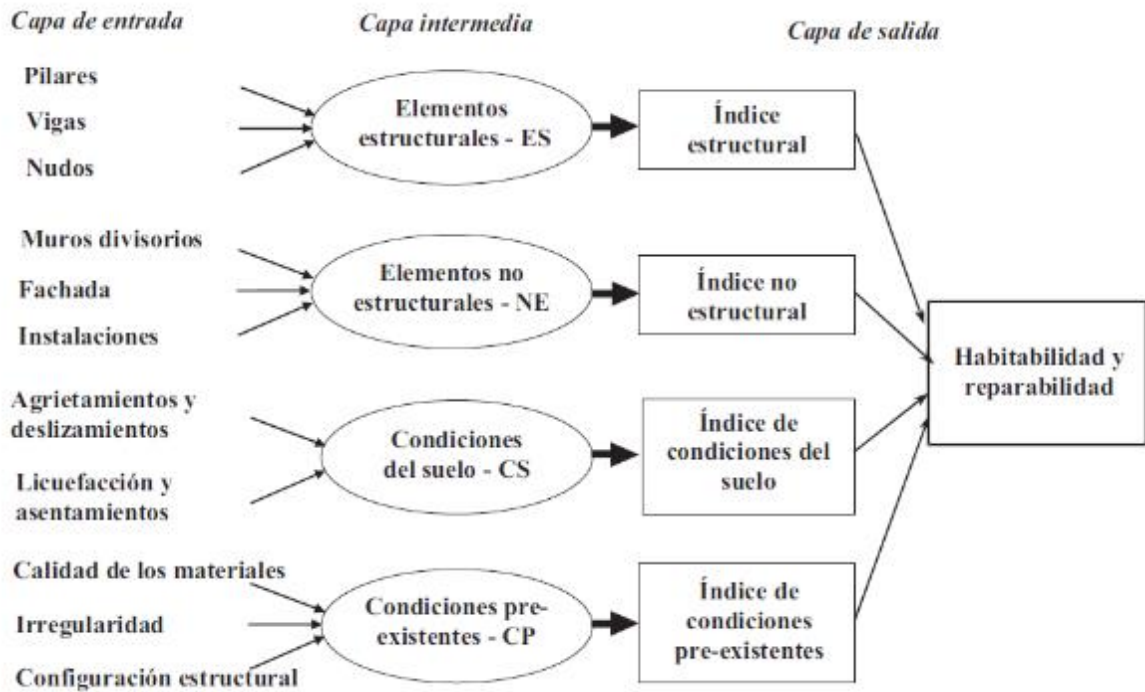 Capa de entrada
Capa intermedia
Capa de salida
Pilares
Vigas
Nudos
Elementos
estructurales - ES
Índice
estructural
Muros divisorios
Fachada
Instalaciones
Elementos no
estructurales - NE
Índice no
estructural
Agrietamientos y
deslizamientos
Licuefacción y
asentamientos
Condiciones
del suelo - CS
Índice de
condiciones del
suelo
Calidad de los materiales
Irregularidad
Configuración estructural
Condiciones pre-
existentes - CP
Índice de
condiciones
pre-existentes
Habitabilidad y
reparabilidad